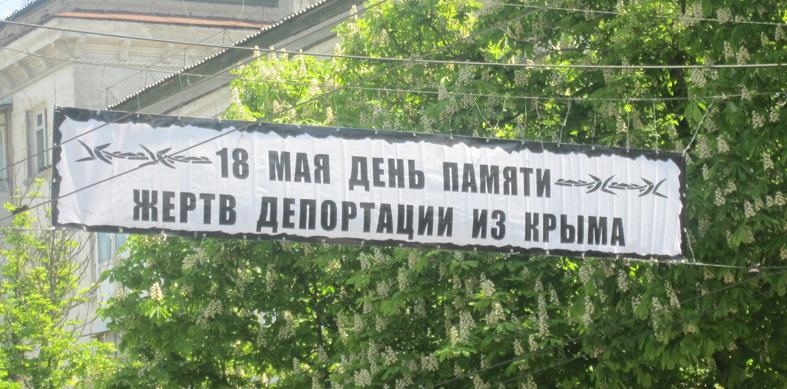 18 МАЯ ДЕНЬ ПАМЯТИ
ЖЕРТВ ДЕПОРТАЦИИ ИЗ КРЫМА